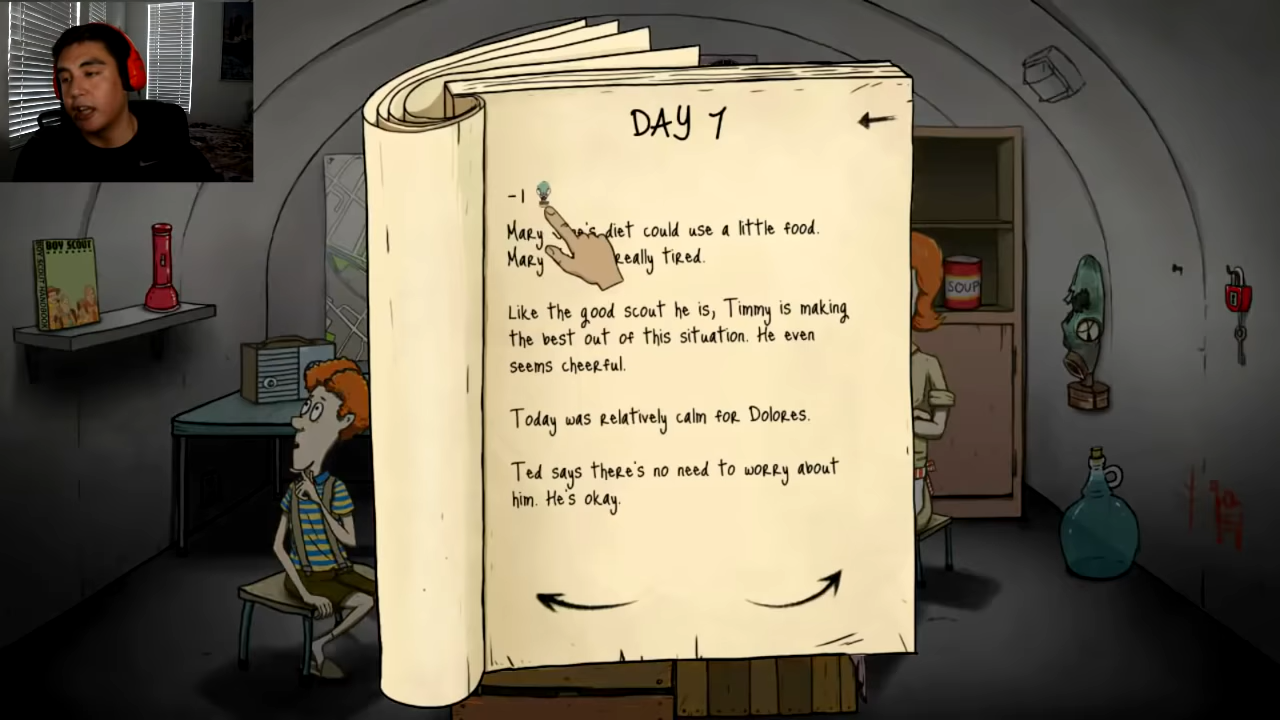 DAY 7
-1
Mary        diet could use a little food.
Mary        really tired.
Like the good scout he is, Timmy is making
the best out of this situation. He even
seems cheerful.
Today was relatively calm for Dolores.
Ted says there's no need to worry about
him. He's okay.
BOY SCOUT
SOUP